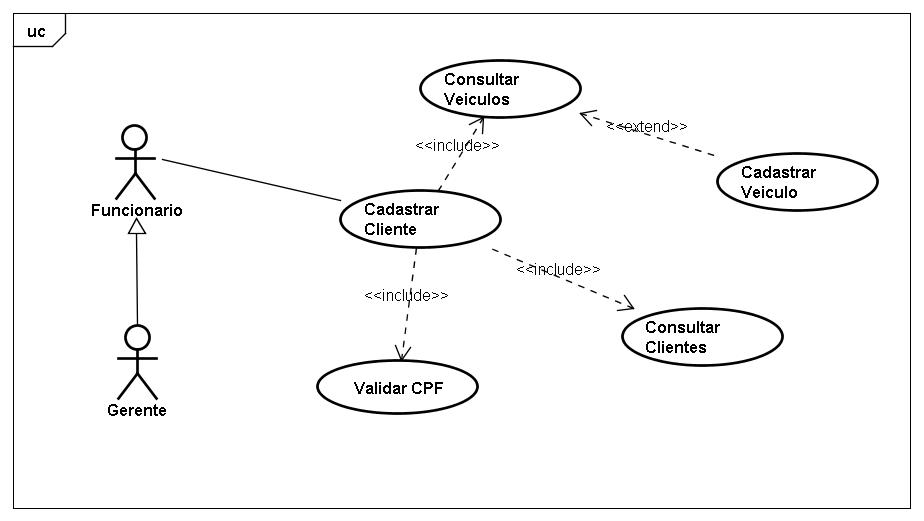 uc
Consultar
Veiculos
<<include>>
<<extend>>
Cadastrar
Veiculo
Funcionario
Cadastrar
Cliente
<<include>>
<<include>>
Consultar
Clientes
Validar CPF
Gerente